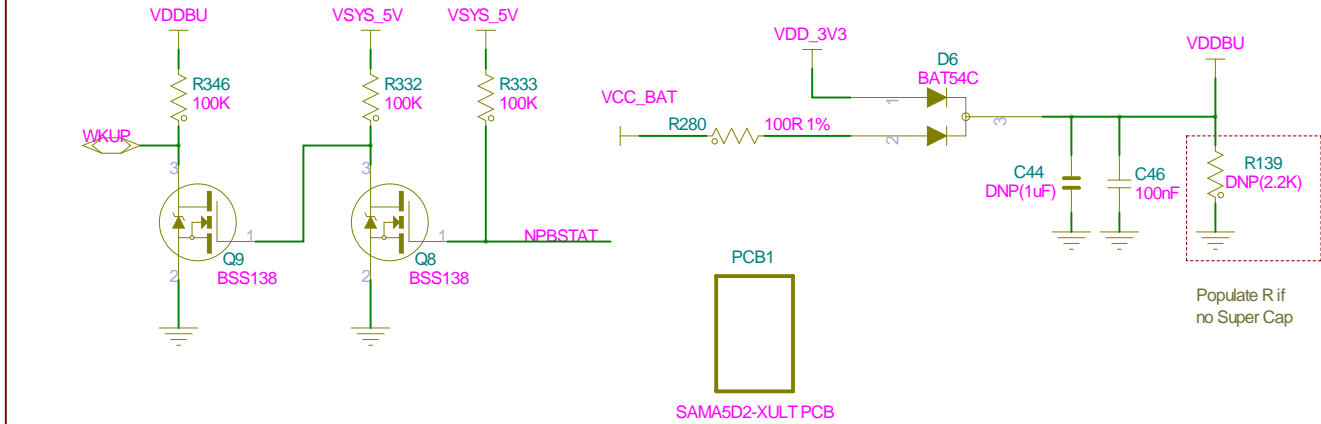 VDDBU
VSYS_5V
VSYS_5V
R346
100K
R332
100K
R333
100K
WKUP
3
3
1
1
NPBSTAT
Q9
BSS138
Q8
BSS138
2
2
VDD_3V3
D6
BAT54C
VCC_BAT
R280
100R 1%
1
2
3
VDDBU
C44
DNP(1uF)
C46
100nF
R139
DNP(2.2K)
Populate R if
no Super Cap
PCB1
SAMA5D2-XULT PCB